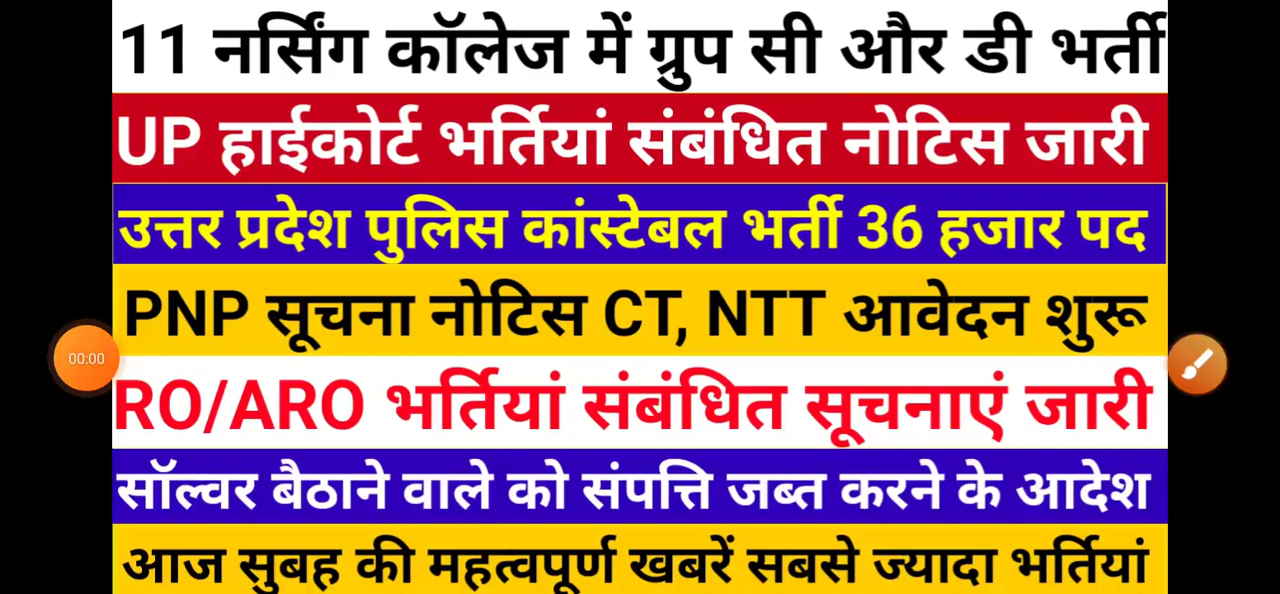 11 नर्सिंग कॉलेज में ग्रुप सी और डी भर्ती
UP हाईकोर्ट भर्तियां संबंधित नोटिस जारी
उत्तर प्रदेश पुलिस कांस्टेबल भर्ती 36 हजार पद
PNP सूचना नोटिस CT, NTT आवेदन शुरू
00:00
RO/ARO भर्तियां संबंधित सूचनाएं जारी
सॉल्वर बैठाने वाले को संपत्ति जब्त करने के आदेश
आज सुबह की महत्वपूर्ण खबरें सबसे ज्यादा भर्तियां